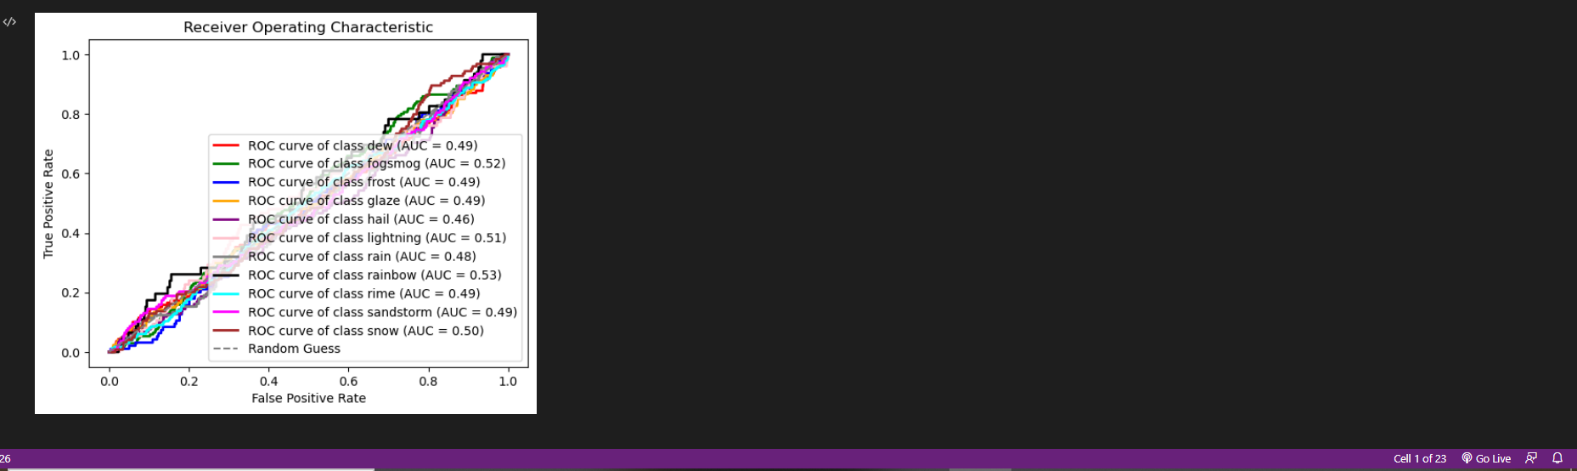 Receiver Operating Characteristic
1.0
0.8
0.6
0.4
0.2
0.0
True Positive Rate
ROC curve of class dew (AUC = 0.49)
ROC curve of class fogsmog (AUC = 0.52)
ROC curve of class frost (AUC = 0.49)
ROC curve of class glaze (AUC = 0.49)
ROC curve of class hail (AUC = 0.46)
ROC curve of class lightning (AUC = 0.51)
ROC curve of class rain (AUC = 0.48)
ROC curve of class rainbow (AUC = 0.53)
ROC curve of class rime (AUC = 0.49)
ROC curve of class sandstorm (AUC = 0.49)
ROC curve of class snow (AUC = 0.50)
Random Guess
0.0 0.2 0.4 0.6 0.8 1.0
False Positive Rate
26 Cell 1 of 23 Go Live